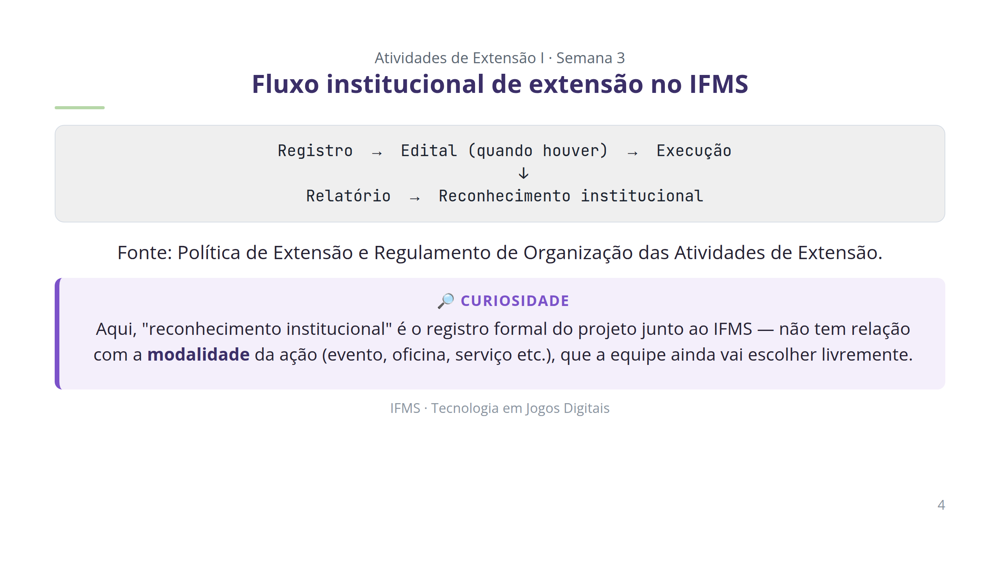 Atividades de Extensão I · Semana 3
Fluxo institucional de extensão no IFMS
Registro → Edital (quando houver) → Execução
↓
Relatório → Reconhecimento institucional
Fonte: Política de Extensão e Regulamento de Organização das Atividades de Extensão.
🔎 CURIOSIDADE
Aqui, "reconhecimento institucional" é o registro formal do projeto junto ao IFMS — não tem relação
com a modalidade da ação (evento, oficina, serviço etc.), que a equipe ainda vai escolher livremente.
IFMS · Tecnologia em Jogos Digitais
4